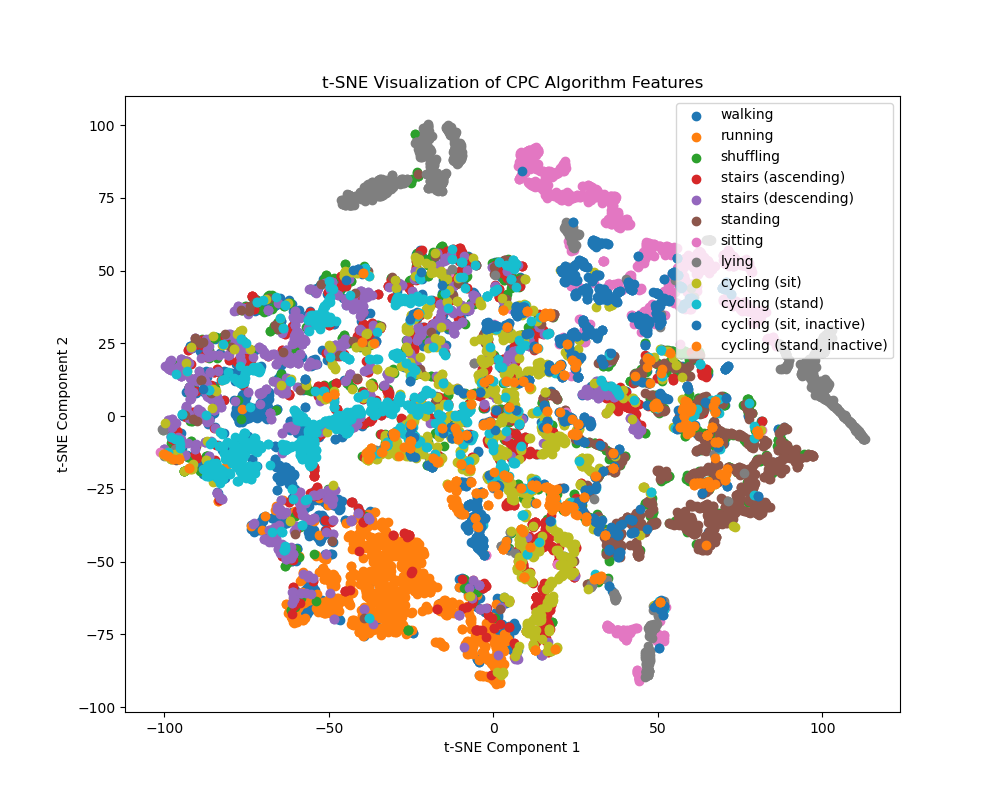 t-SNE Visualization of CPC Algorithm Features
100
75
50
25
0
−25
−50
−75
−100
t-SNE Component 2
walking
running
shuffling
stairs (ascending)
stairs (descending)
standing
sitting
lying
cycling (sit)
cycling (stand)
cycling (sit, inactive)
cycling (stand, inactive)
−100
−50
0
50
100
t-SNE Component 1